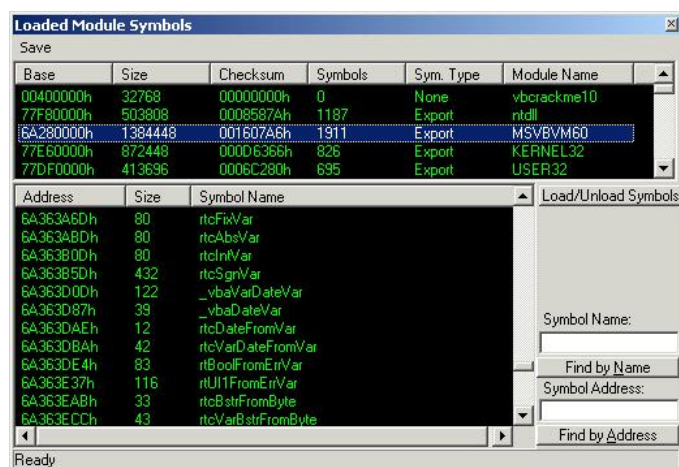 Loaded Module Symbols
Save
Base Size Checksum Symbols Sym. Type Module Name
00400000h 32768 00000000h 0 None vbcrackme10
77F80000h 503808 0008587Ah 1187 Export ntdll
6A280000h 1384448 001607A6h 1911 Export MSVBVM60
77E60000h 872448 000D6366h 826 Export KERNEL32
77DF0000h 413696 0006C280h 695 Export USER32
Address Size Symbol Name Load/Unload Symbols
6A363A6Dh 80 rtcFixVar
6A363ABDh 80 rtcAbsVar
6A363B0Dh 80 rtcIntVar
6A363B5Dh 432 rtcSgnVar
6A363D0Dh 122 _vbaVarDateVar
6A363D87h 39 _vbaDateVar
6A363DAEh 12 rtcDateFromVar
Symbol Name:
6A363DBAh 42 rtcVarDateFromVar
6A363DE4h 83 rtBoolFromErrVar
Find by Name
6A363E37h 116 rtUI1FromErrVar
Symbol Address:
6A363EABh 33 rtcBstrFromByte
6A363ECCh 43 rtcVarBstrFromByte
Find by Address
Ready